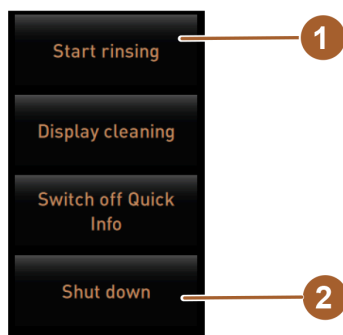 Start rinsing
1
Display cleaning
Switch off Quick
Info
Shut down
2